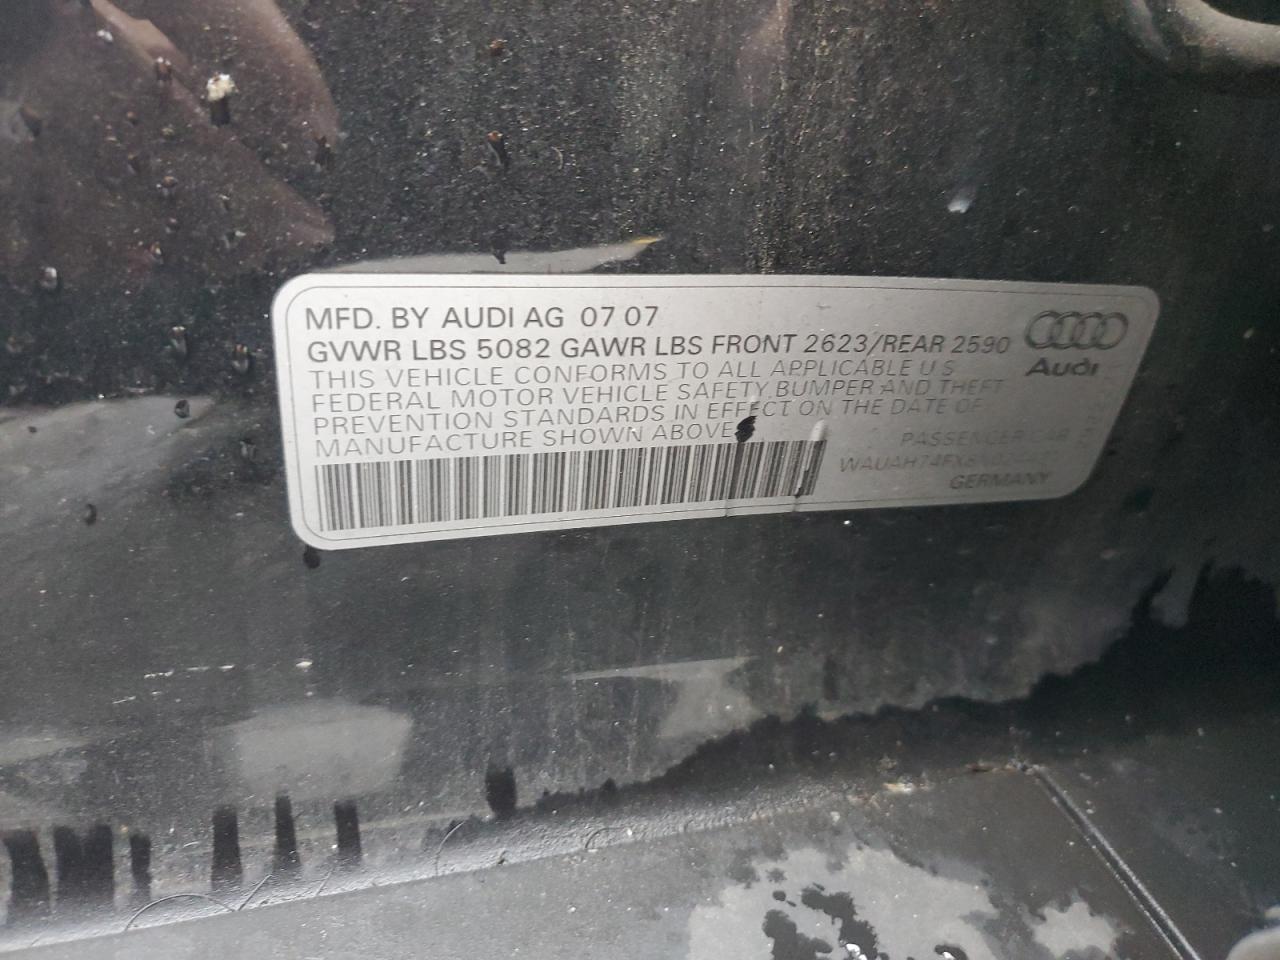 MFD. BY AUDI AG 07 07
GVWR LBS 5082 GAWR LBS FRONT 2623/REAR 2590
Audi
THIS VEHICLE CONFORMS TO ALL APPLICABLE U S
FEDERAL MOTOR VEHICLE SAFETY, BUMPER AND THEFT
PREVENTION STANDARDS IN EFFECT ON THE DATE OF
MANUFACTURE SHOWN ABOVE
PASSENGER CAR
GERMANY